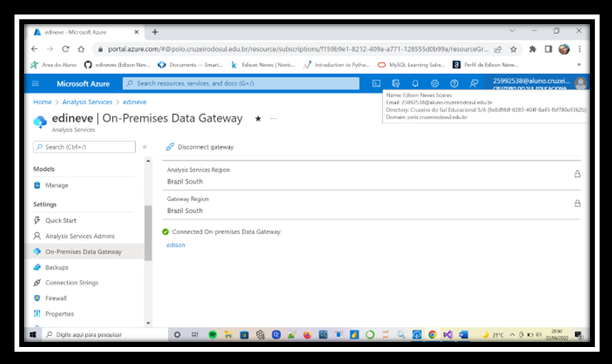 edineve
portal.azure.com/#@polo.cruzeirodosul.edu.br/resource/subscriptions/f159b9e1-8212-409a-a771-128555d0b99a/resourceGr...
Area do Aluno
edineves (Edison Nev...
Documents — Smart...
Edison Neves | Novic...
Introduction to Pytho...
MySQL Learning Subs...
Perfil de Edison Neve...
Microsoft Azure
Search resources, services, and docs (G+/)
25992538@aluno.cruzei...
CRUZEIRO DO SUL EDUCACIONA...
Name: Edison Neves Soares
Email: 25992538@aluno.cruzeirodosul.edu.br
Domain: polo.cruzeirodosul.edu.br
Home > Analysis Services > edineve
edineve | On-Premises Data Gateway
Analysis Services
Search (Ctrl+/)
Disconnect gateway
Models
Manage
Settings
Quick Start
Analysis Services Admins
On-Premises Data Gateway
Backups
Connection Strings
Firewall
Properties
Analysis Services Region
Brazil South
Gateway Region
Brazil South
Connected On-premises Data Gateway:
edison
Digite aqui para pesquisar
21°C
20:50
22/06/2022